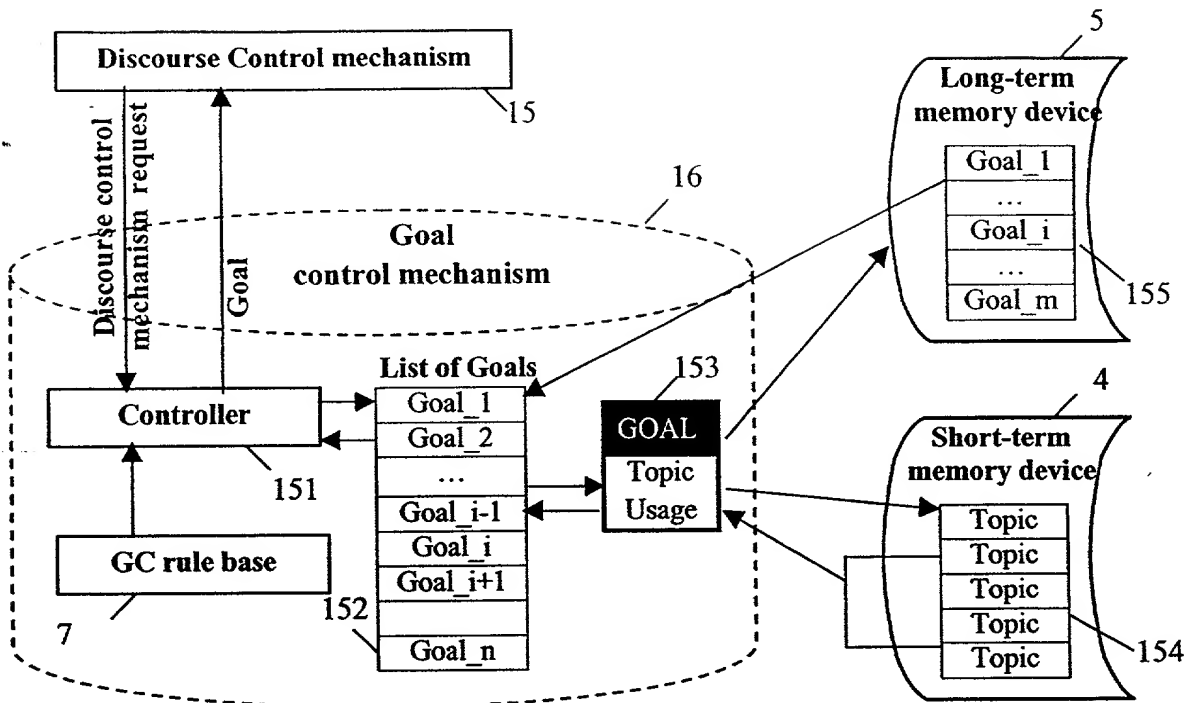 Discourse Control mechanism
15
Discourse control
mechanism request
Goal
16
Goal
control mechanism
5
Long-term
memory device
Goal_1
...
Goal_i
...
Goal_m
155
List of Goals
Goal_1
Goal_2
...
Goal_i-1
Goal_i
Goal_i+1
Goal_n
152
Controller
151
GC rule base
7
153
GOAL
Topic
Usage
4
Short-term
memory device
Topic
Topic
Topic
Topic
Topic
154